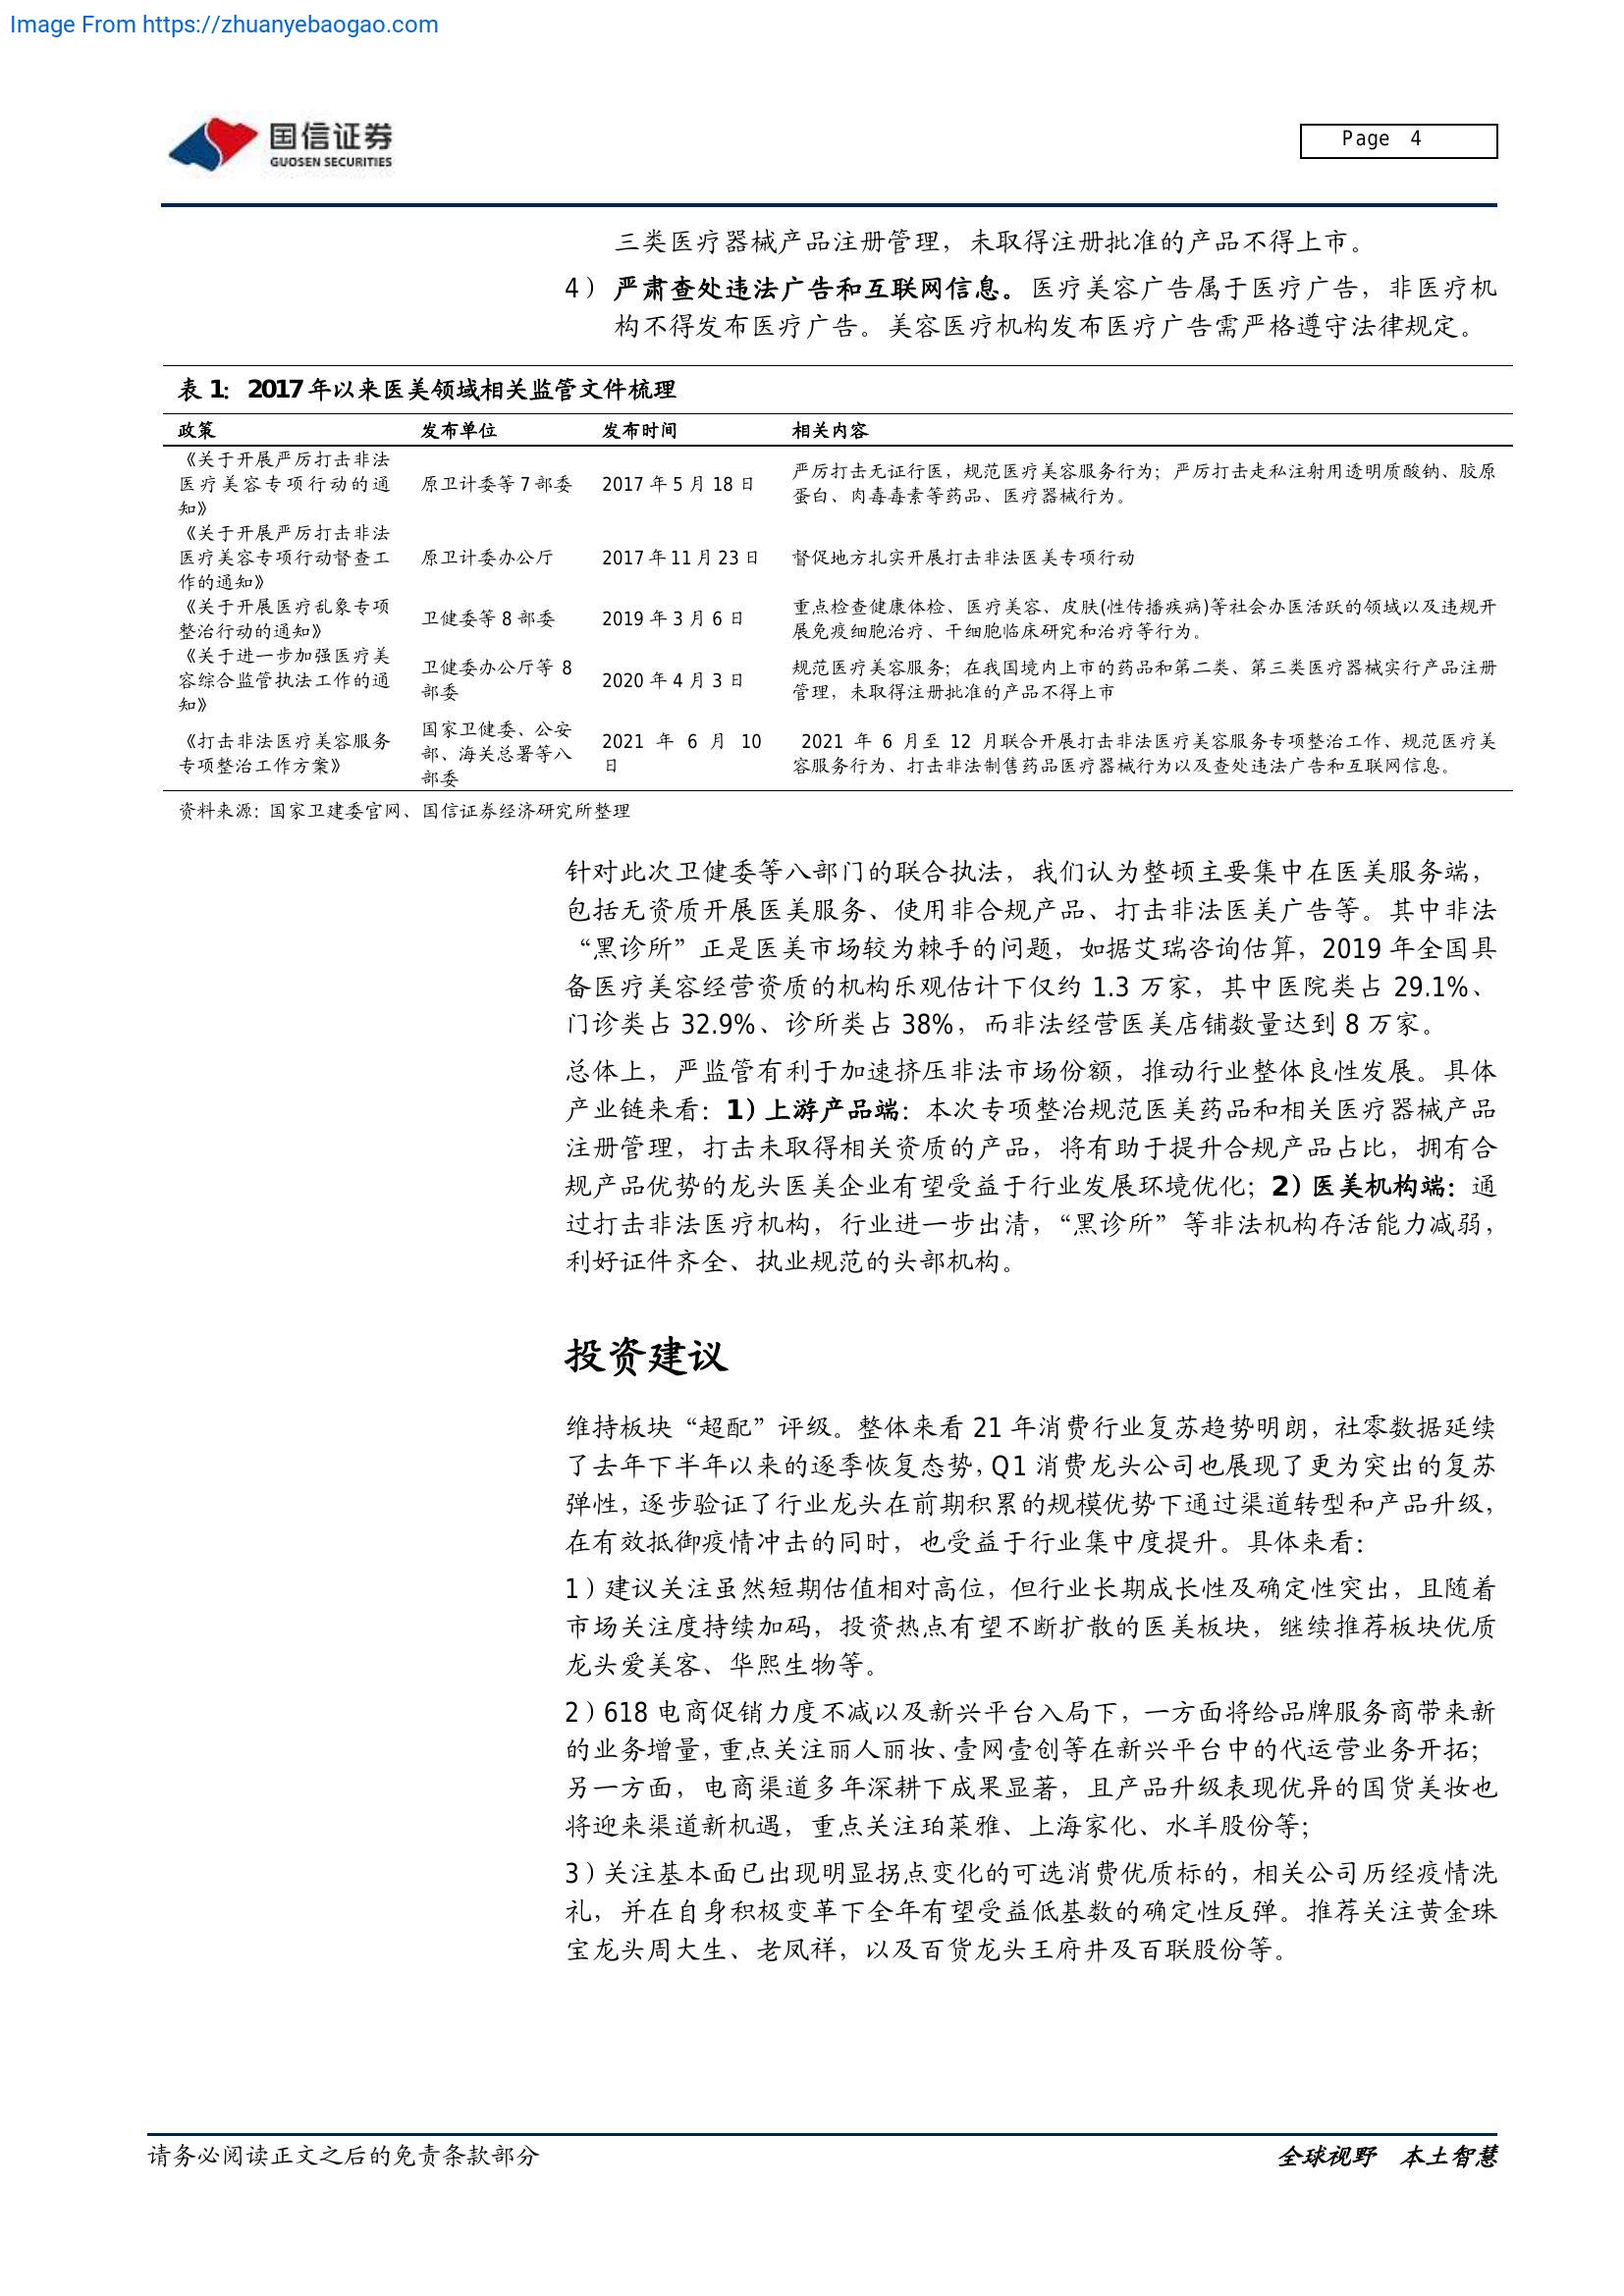 Image From https://zhuanyebaogao.com
国信证券
GUOSEN SECURITIES
Page 4
三类医疗器械产品注册管理，未取得注册批准的产品不得上市。
4）严肃查处违法广告和互联网信息。医疗美容广告属于医疗广告，非医疗机
构不得发布医疗广告。美容医疗机构发布医疗广告需严格遵守法律规定。
表 1：2017 年以来医美领域相关监管文件梳理
政策 发布单位 发布时间 相关内容
《关于开展严厉打击非法
医疗美容专项行动的通
知》
原卫计委等 7 部委
2017 年 5 月 18 日
严厉打击无证行医，规范医疗美容服务行为；严厉打击走私注射用透明质酸钠、胶原
蛋白、肉毒毒素等药品、医疗器械行为。
《关于开展严厉打击非法
医疗美容专项行动督查工
作的通知》
原卫计委办公厅
2017 年 11 月 23 日
督促地方扎实开展打击非法医美专项行动
《关于开展医疗乱象专项
整治行动的通知》
卫健委等 8 部委
2019 年 3 月 6 日
重点检查健康体检、医疗美容、皮肤(性传播疾病)等社会办医活跃的领域以及违规开
展免疫细胞治疗、干细胞临床研究和治疗等行为。
《关于进一步加强医疗美
容综合监管执法工作的通
知》
卫健委办公厅等 8
部委
2020 年 4 月 3 日
规范医疗美容服务；在我国境内上市的药品和第二类、第三类医疗器械实行产品注册
管理，未取得注册批准的产品不得上市
《打击非法医疗美容服务
专项整治工作方案》
国家卫健委、公安
部、海关总署等八
部委
2021 年 6 月 10
日
2021 年 6 月至 12 月联合开展打击非法医疗美容服务专项整治工作、规范医疗美
容服务行为、打击非法制售药品医疗器械行为以及查处违法广告和互联网信息。
资料来源：国家卫建委官网、国信证券经济研究所整理
针对此次卫健委等八部门的联合执法，我们认为整顿主要集中在医美服务端，
包括无资质开展医美服务、使用非合规产品、打击非法医美广告等。其中非法
“黑诊所”正是医美市场较为棘手的问题，如据艾瑞咨询估算，2019 年全国具
备医疗美容经营资质的机构乐观估计下仅约 1.3 万家，其中医院类占 29.1%、
门诊类占 32.9%、诊所类占 38%，而非法经营医美店铺数量达到 8 万家。
总体上，严监管有利于加速挤压非法市场份额，推动行业整体良性发展。具体
产业链来看：1）上游产品端：本次专项整治规范医美药品和相关医疗器械产品
注册管理，打击未取得相关资质的产品，将有助于提升合规产品占比，拥有合
规产品优势的龙头医美企业有望受益于行业发展环境优化；2）医美机构端：通
过打击非法医疗机构，行业进一步出清，“黑诊所”等非法机构存活能力减弱，
利好证件齐全、执业规范的头部机构。
投资建议
维持板块“超配”评级。整体来看 21 年消费行业复苏趋势明朗，社零数据延续
了去年下半年以来的逐季恢复态势，Q1 消费龙头公司也展现了更为突出的复苏
弹性，逐步验证了行业龙头在前期积累的规模优势下通过渠道转型和产品升级，
在有效抵御疫情冲击的同时，也受益于行业集中度提升。具体来看：
1）建议关注虽然短期估值相对高位，但行业长期成长性及确定性突出，且随着
市场关注度持续加码，投资热点有望不断扩散的医美板块，继续推荐板块优质
龙头爱美客、华熙生物等。
2）618 电商促销力度不减以及新兴平台入局下，一方面将给品牌服务商带来新
的业务增量，重点关注丽人丽妆、壹网壹创等在新兴平台中的代运营业务开拓；
另一方面，电商渠道多年深耕下成果显著，且产品升级表现优异的国货美妆也
将迎来渠道新机遇，重点关注珀莱雅、上海家化、水羊股份等；
3）关注基本面已出现明显拐点变化的可选消费优质标的，相关公司历经疫情洗
礼，并在自身积极变革下全年有望受益低基数的确定性反弹。推荐关注黄金珠
宝龙头周大生、老凤祥，以及百货龙头王府井及百联股份等。
请务必阅读正文之后的免责条款部分
全球视野 本土智慧